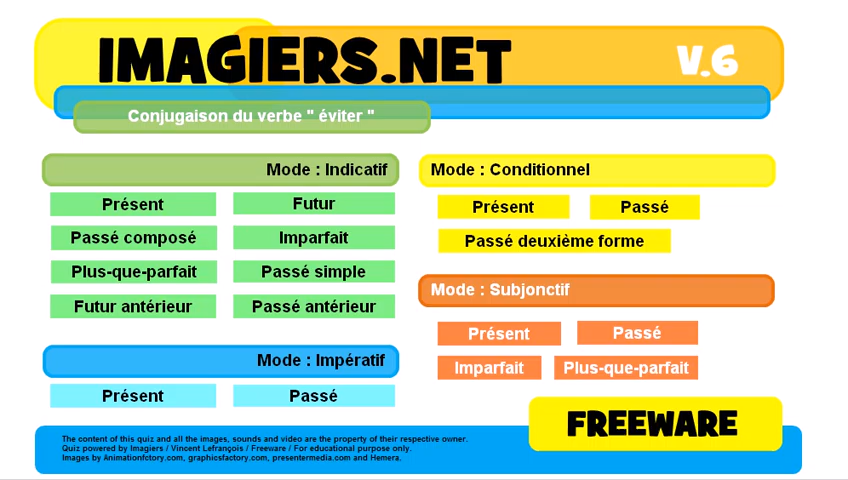 IMAGIERS.NET
V.6
Conjugaison du verbe " éviter "
Mode : Indicatif
Présent
Futur
Passé composé
Imparfait
Plus-que-parfait
Passé simple
Futur antérieur
Passé antérieur
Mode : Impératif
Présent
Passé
Mode : Conditionnel
Présent
Passé
Passé deuxième forme
Mode : Subjonctif
Présent
Passé
Imparfait
Plus-que-parfait
FREEWARE
The content of this quiz and all the images, sounds and video are the property of their respective owner.
Quiz powered by Imagiers / Vincent Lefrançois / Freeware / For educational purpose only.
Images by Animationfctory.com, graphicsfactory.com, presentermedia.com and Hemera.